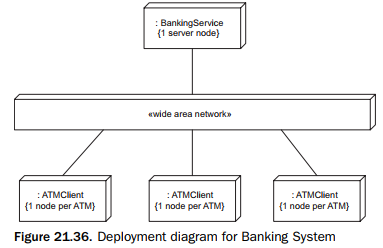 : BankingService
{1 server node}
«wide area network»
: ATMClient
{1 node per ATM}
: ATMClient
{1 node per ATM}
: ATMClient
{1 node per ATM}
Figure 21.36. Deployment diagram for Banking System